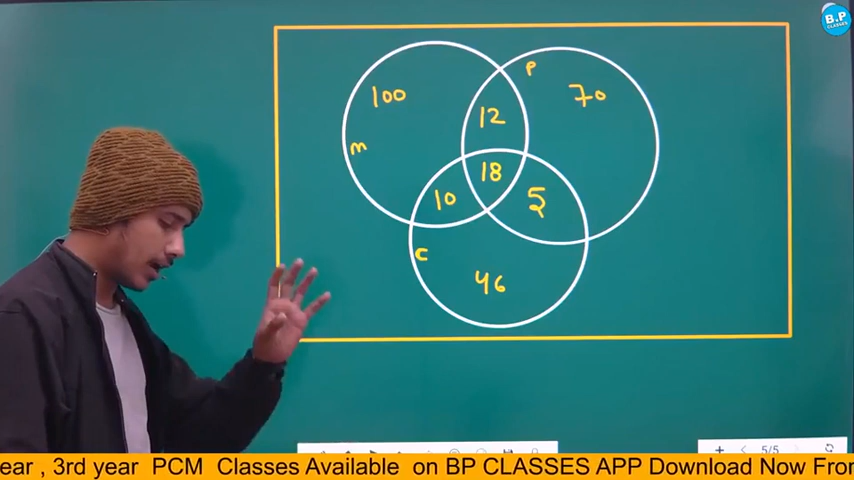 B.P
CLASSES
P
100
70
12
m
18
10
5
C
46
5/5
ear , 3rd year PCM Classes Available on BP CLASSES APP Download Now Fror